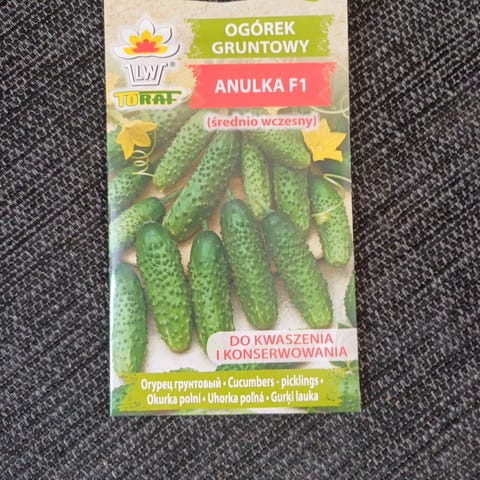 OGÓREK
GRUNTOWY
LW®
TORAF
ANULKA F1
(średnio wczesny)
DO KWASZENIA
I KONSERWOWANIA
Огурец грунтовый • Cucumbers - picklings •
Okurka polni • Uhorka poľná • Gurķi lauka